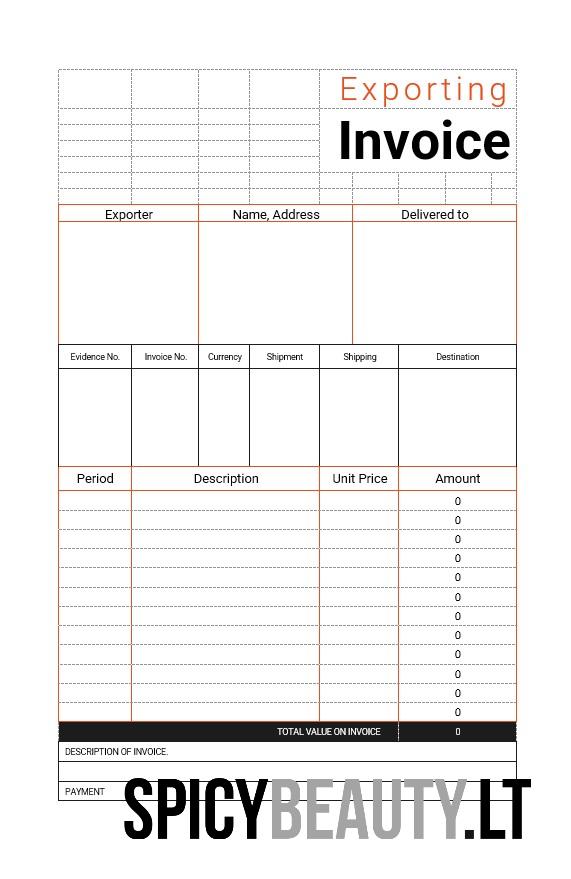 Exporting
Invoice
Exporter Name, Address Delivered to
Evidence No. Invoice No. Currency Shipment Shipping Destination
Period Description Unit Price Amount
0
0
0
0
0
0
0
0
0
0
0
0
TOTAL VALUE ON INVOICE 0
DESCRIPTION OF INVOICE.
PAYMENT
SPICYBEAUTY.LT